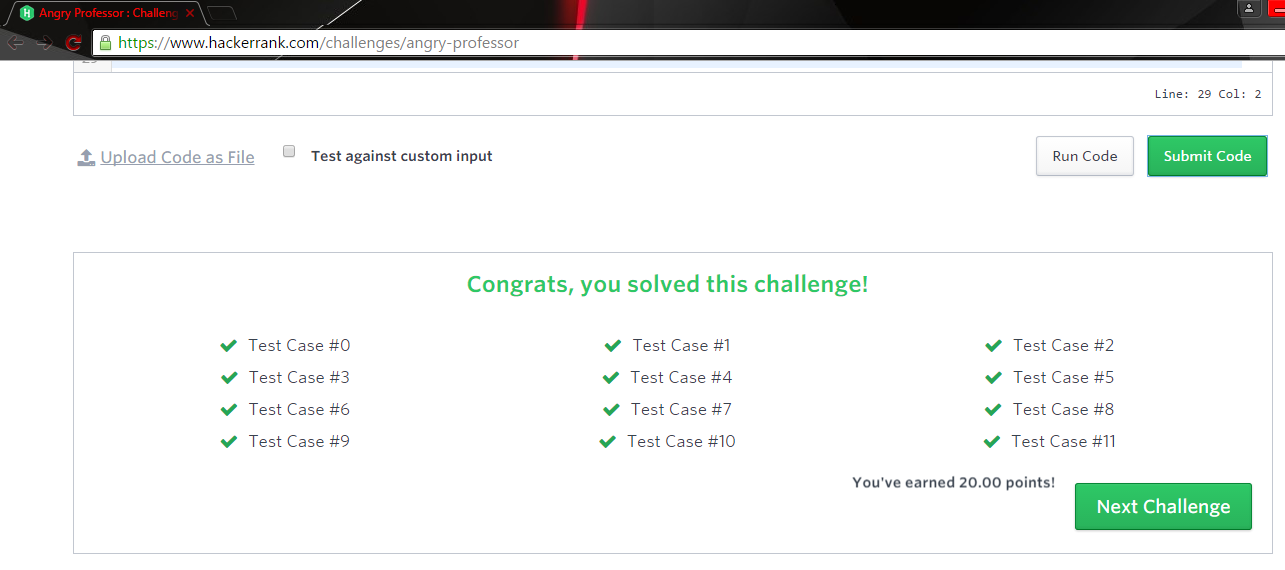 Angry Professor : Challeng
https://www.hackerrank.com/challenges/angry-professor
Line: 29 Col: 2
Upload Code as File
Test against custom input
Run Code
Submit Code
Congrats, you solved this challenge!
Test Case #0 Test Case #1 Test Case #2
Test Case #3 Test Case #4 Test Case #5
Test Case #6 Test Case #7 Test Case #8
Test Case #9 Test Case #10 Test Case #11
You've earned 20.00 points!
Next Challenge